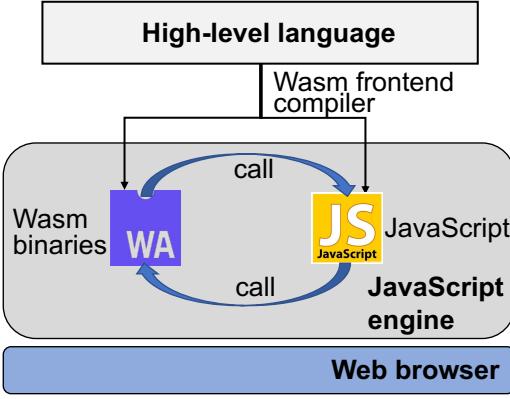 High-level language
Wasm frontend
compiler
call
Wasm
binaries
WA
JS
JavaScript
JavaScript
call
JavaScript
engine
Web browser